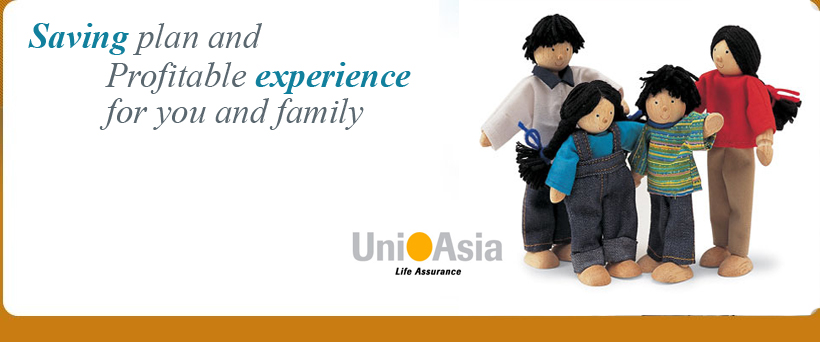 Saving plan and
Profitable experience
for you and family
Uni Asia
Life Assurance